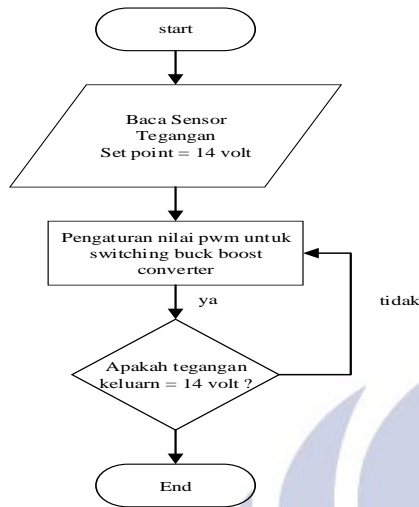 start
Baca Sensor
Tegangan
Set point = 14 volt
Pengaturan nilai pwm untuk
switching buck boost
converter
ya
tidak
Apakah tegangan
keluarn = 14 volt ?
End